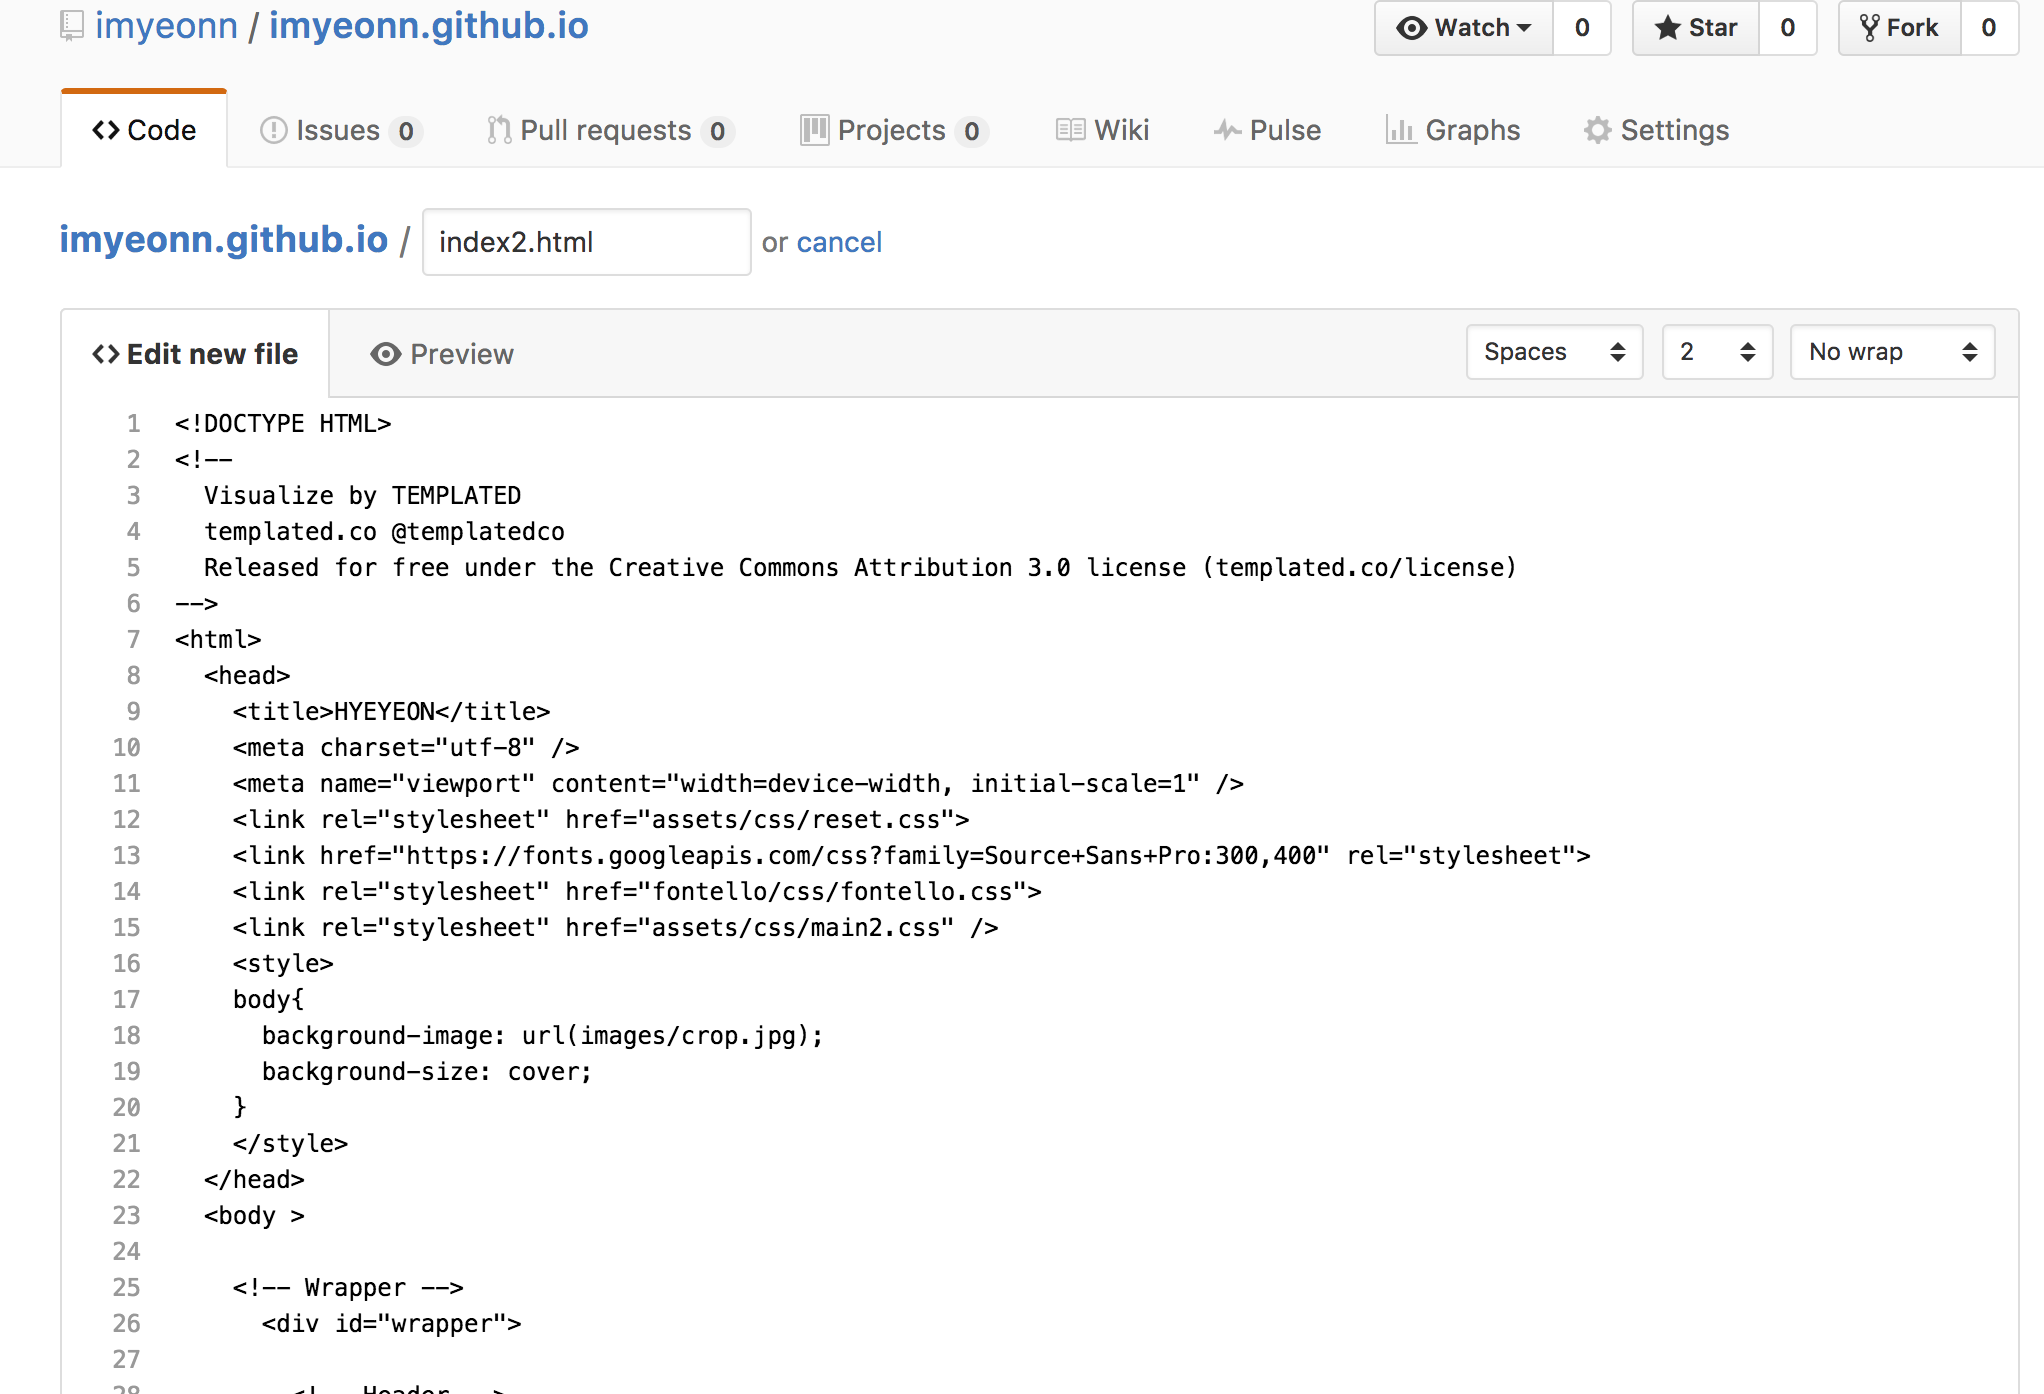 imyeonn / imyeonn.github.io Watch 0 Star 0 Fork 0
Code Issues 0 Pull requests 0 Projects 0 Wiki Pulse Graphs Settings
imyeonn.github.io / index2.html or cancel
Edit new file Preview Spaces 2 No wrap
1 <!DOCTYPE HTML>
2 <!--
3 Visualize by TEMPLATED
4 templated.co @templatedco
5 Released for free under the Creative Commons Attribution 3.0 license (templated.co/license)
6 -->
7 <html>
8 <head>
9 <title>HYEYEON</title>
10 <meta charset="utf-8" />
11 <meta name="viewport" content="width=device-width, initial-scale=1" />
12 <link rel="stylesheet" href="assets/css/reset.css">
13 <link href="https://fonts.googleapis.com/css?family=Source+Sans+Pro:300,400" rel="stylesheet">
14 <link rel="stylesheet" href="fontello/css/fontello.css">
15 <link rel="stylesheet" href="assets/css/main2.css" />
16 <style>
17 body{
18 background-image: url(images/crop.jpg);
19 background-size: cover;
20 }
21 </style>
22 </head>
23 <body >
24
25 <!-- Wrapper -->
26 <div id="wrapper">
27
28 <!-- Header -->